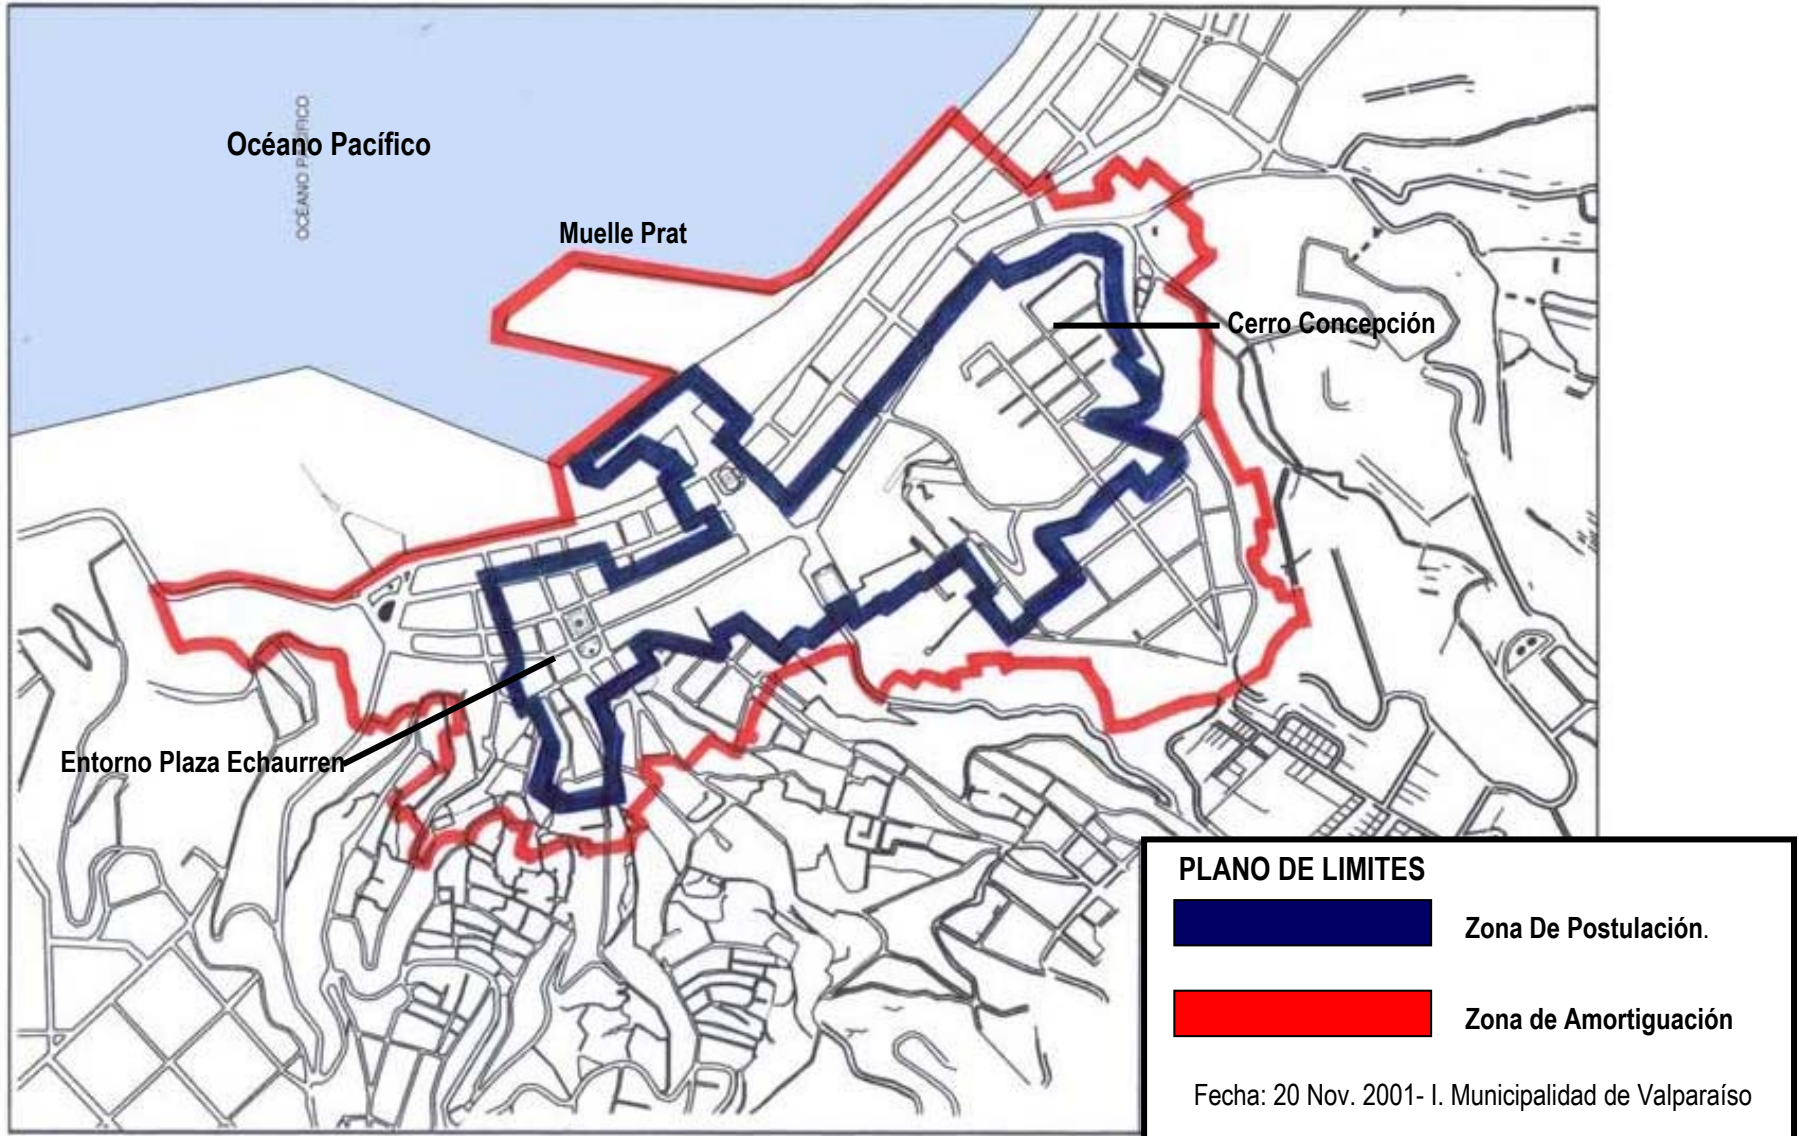 Océano Pacífico
OCÉANO PACÍFICO
Muelle Prat
Cerro Concepción
Entorno Plaza Echaurren
PLANO DE LIMITES
Zona De Postulación.
Zona de Amortiguación
Fecha: 20 Nov. 2001- I. Municipalidad de Valparaíso